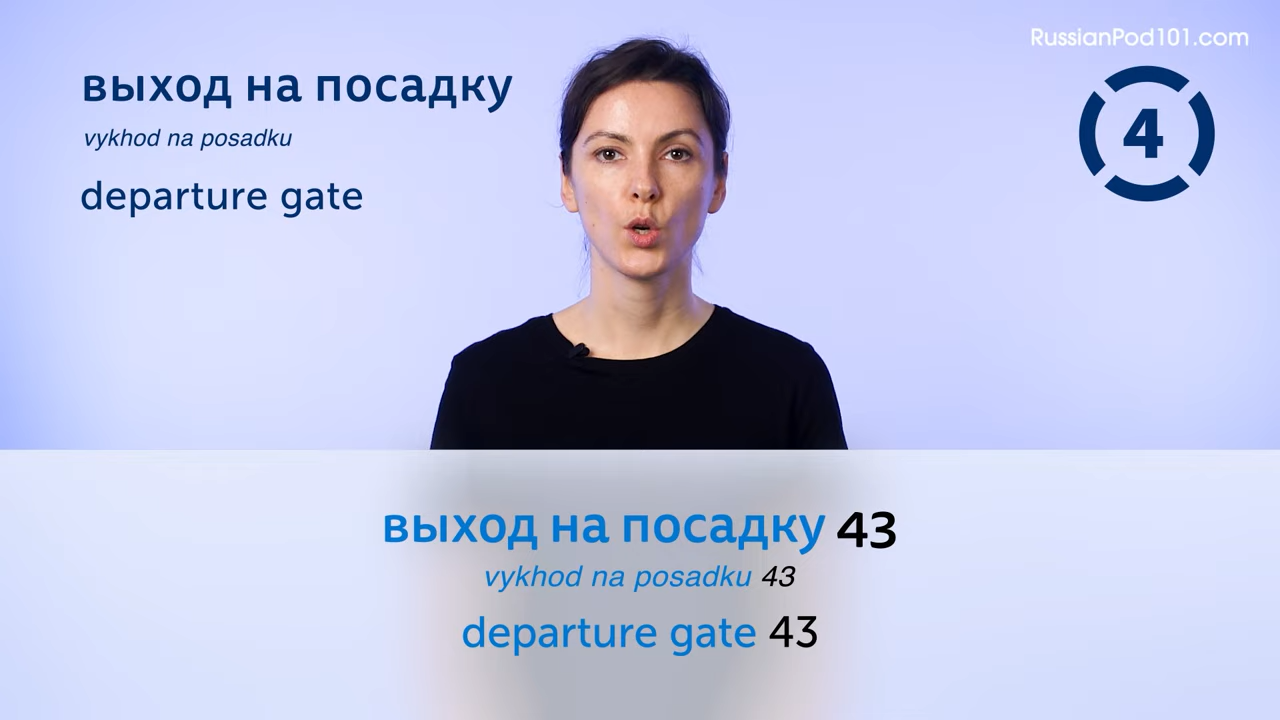 RussianPod101.com
выход на посадку
vykhod na posadku
departure gate
4
выход на посадку 43
vykhod na posadku 43
departure gate 43